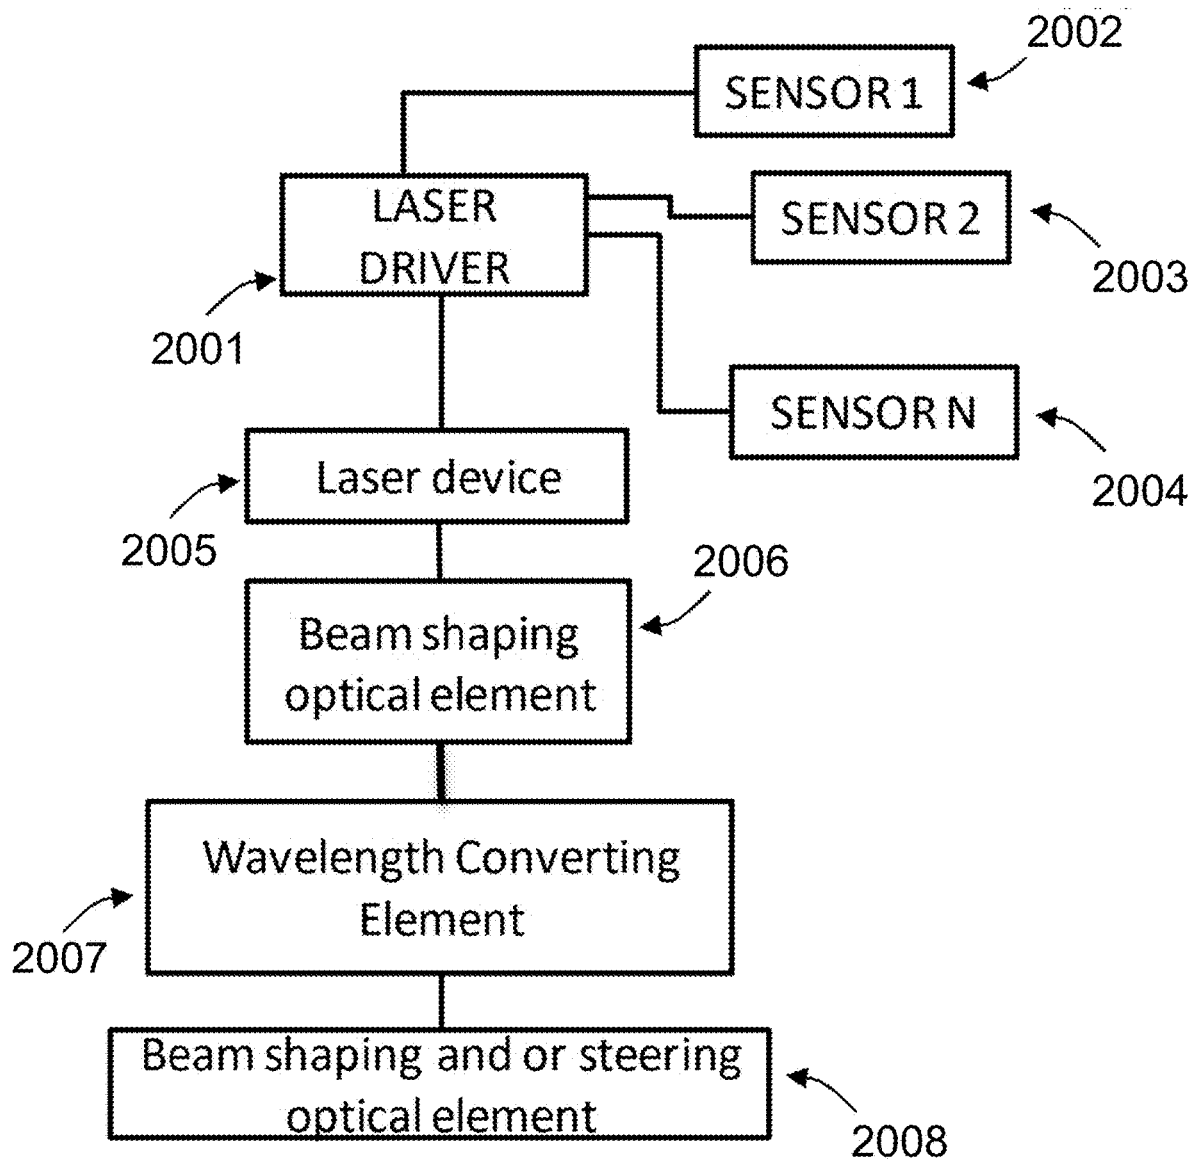 2002
SENSOR 1
LASER
DRIVER
SENSOR 2
2003
2001
SENSOR N
2004
Laser device
2005
2006
Beam shaping
optical element
Wavelength Converting
Element
2007
Beam shaping and or steering
optical element
2008